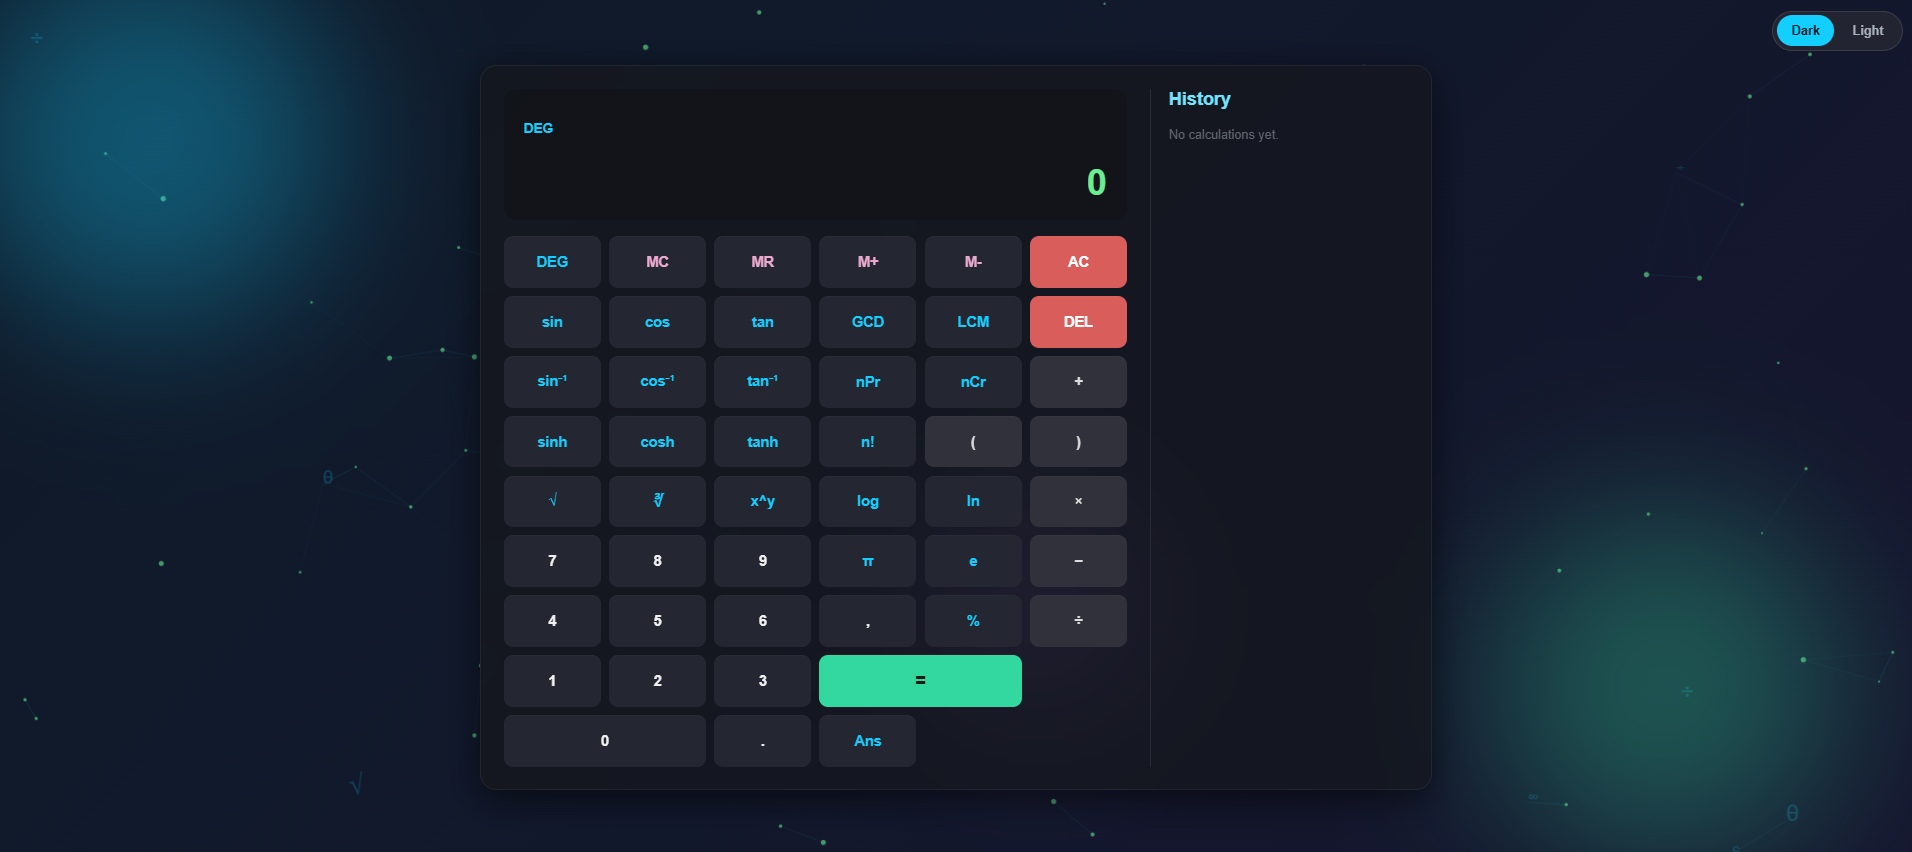 ÷
Dark Light
DEG
0
History
No calculations yet.
DEG MC MR M+ M- AC
sin cos tan GCD LCM DEL
sin⁻¹ cos⁻¹ tan⁻¹ nPr nCr +
sinh cosh tanh n! ( )
√ ∛ x^y log ln ×
7 8 9 π e −
4 5 6 , % ÷
1 2 3 =
0 . Ans
θ
√
÷
∞
θ